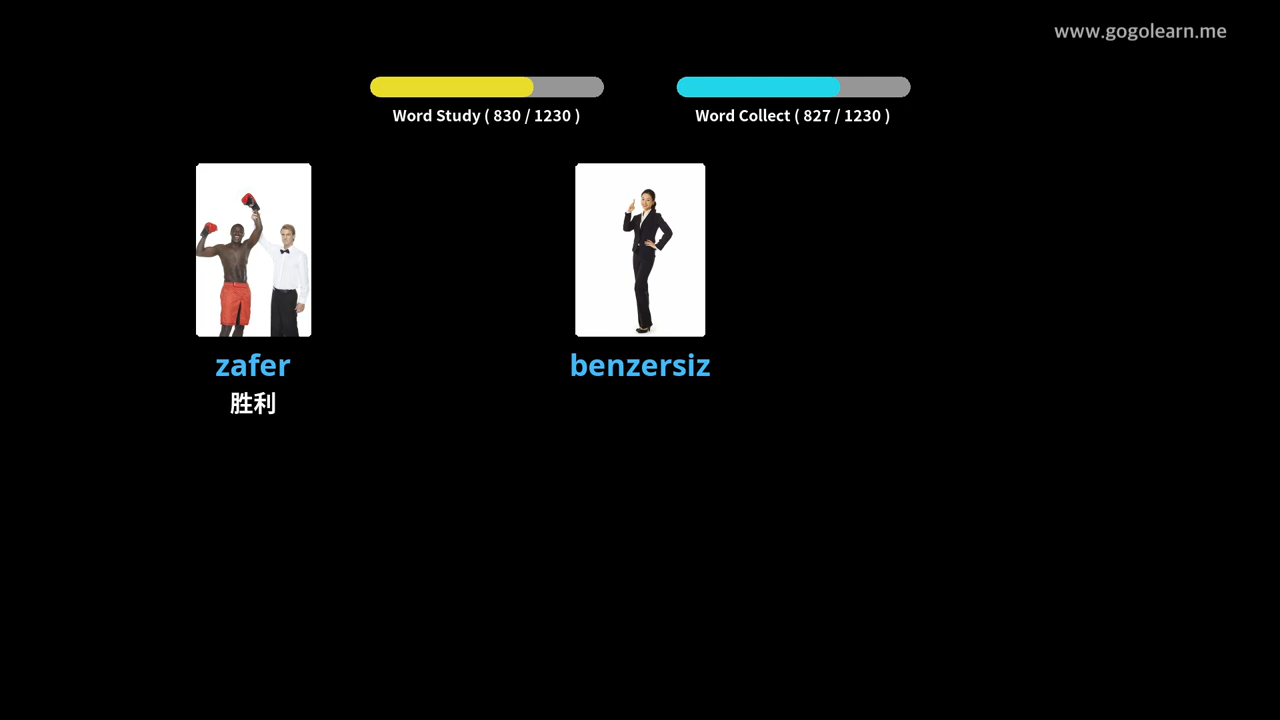 www.gogolearn.me
Word Study ( 830 / 1230 )
Word Collect ( 827 / 1230 )
zafer
胜利
benzersiz